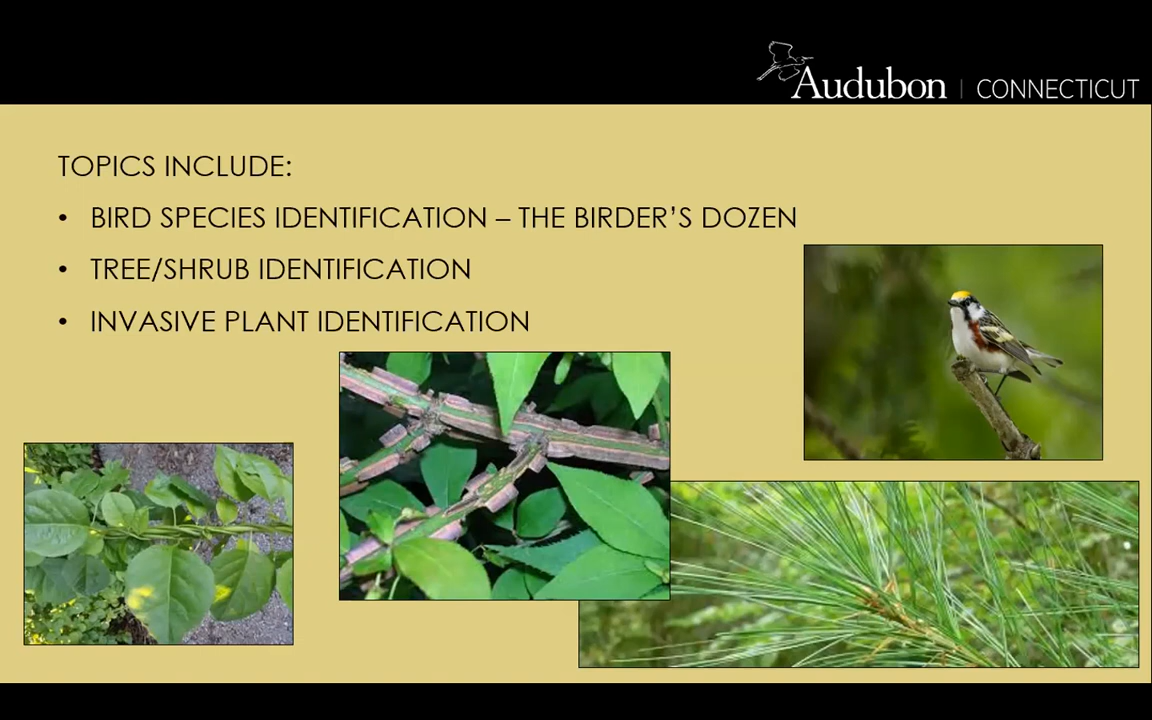 Audubon | CONNECTICUT
TOPICS INCLUDE:
• BIRD SPECIES IDENTIFICATION – THE BIRDER’S DOZEN
• TREE/SHRUB IDENTIFICATION
• INVASIVE PLANT IDENTIFICATION